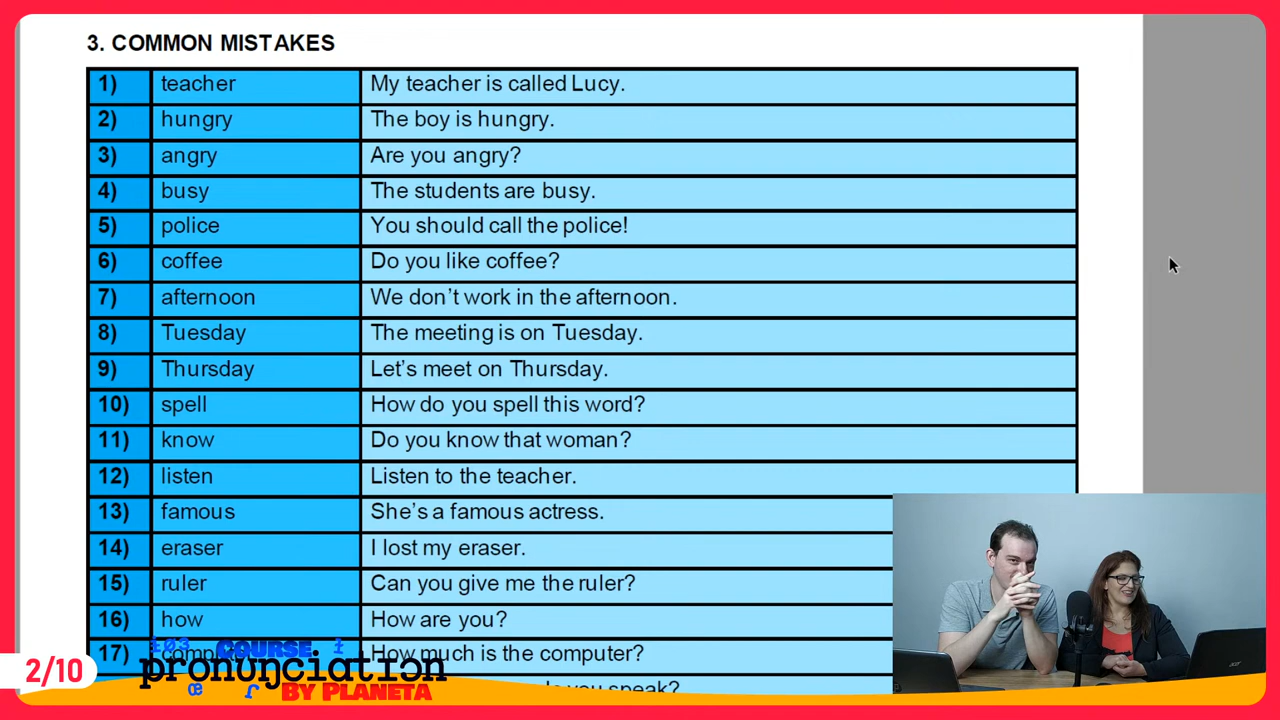 3. COMMON MISTAKES
1) teacher My teacher is called Lucy.
2) hungry The boy is hungry.
3) angry Are you angry?
4) busy The students are busy.
5) police You should call the police!
6) coffee Do you like coffee?
7) afternoon We don't work in the afternoon.
8) Tuesday The meeting is on Tuesday.
9) Thursday Let's meet on Thursday.
10) spell How do you spell this word?
11) know Do you know that woman?
12) listen Listen to the teacher.
13) famous She's a famous actress.
14) eraser I lost my eraser.
15) ruler Can you give me the ruler?
16) how How are you?
17) How much is the computer?
you speak?
2/10
COURSE
pronunciation
BY PLANETA